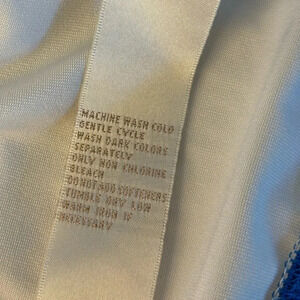 MACHINE WASH COLD
GENTLE CYCLE
WASH DARK COLORS
SEPARATELY
ONLY NON CHLORINE
BLEACH
DO NOT USE SOFTENERS
TUMBLE DRY LOW
WARM IRON IF
NECESSARY